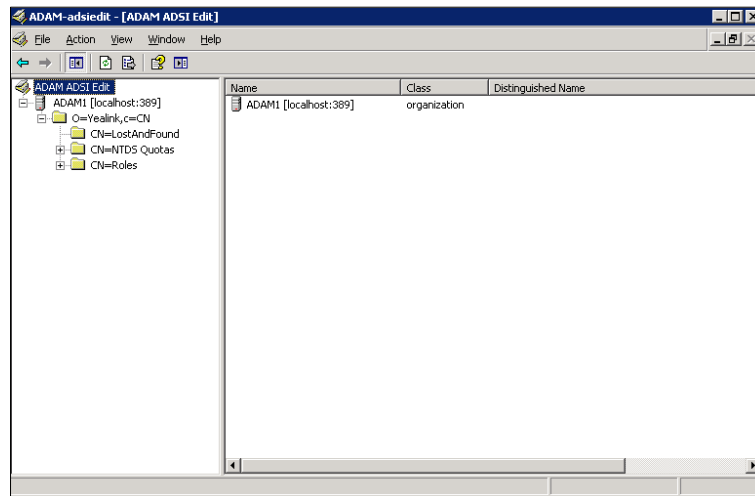 ADAM-adsiedit - [ADAM ADSI Edit]
File Action View Window Help
ADAM ADSI Edit
ADAM1 [localhost:389]
O=Yealink,c=CN
CN=LostAndFound
CN=NTDS Quotas
CN=Roles
Name Class Distinguished Name
ADAM1 [localhost:389] organization